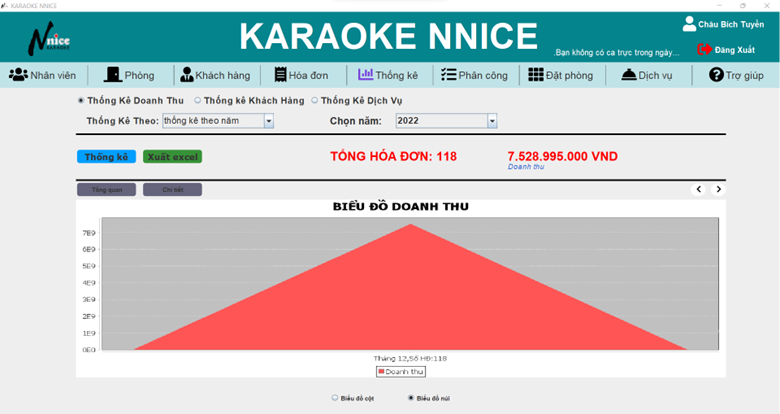 KARAOKE NNICE
Nnice
KARAOKE
KARAOKE NNICE
.Bạn không có ca trực trong ngày...
Châu Bích Tuyền
Đăng Xuất
Nhân viên
Phòng
Khách hàng
Hóa đơn
Thống kê
Phân công
Đặt phòng
Dịch vụ
Trợ giúp
Thống Kê Doanh Thu
Thống kê Khách Hàng
Thống Kê Dịch Vụ
Thống Kê Theo:
thống kê theo năm
Chọn năm:
2022
Thống kê
Xuất excel
TỔNG HÓA ĐƠN: 118
7.528.995.000 VND
Doanh thu
Tổng quan
Chi tiết
BIỂU ĐỒ DOANH THU
7E9
6E9
5E9
4E9
3E9
2E9
1E9
0E0
Tháng 12,Số HĐ:118
Doanh thu
Biểu đồ cột
Biểu đồ núi